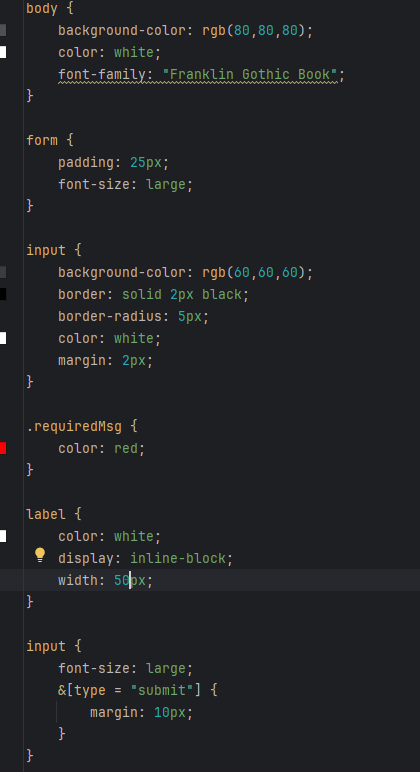 body {
    background-color: rgb(80,80,80);
    color: white;
    font-family: "Franklin Gothic Book";
}
form {
    padding: 25px;
    font-size: large;
}
input {
    background-color: rgb(60,60,60);
    border: solid 2px black;
    border-radius: 5px;
    color: white;
    margin: 2px;
}
.requiredMsg {
    color: red;
}
label {
    color: white;
    display: inline-block;
    width: 50px;
}
input {
    font-size: large;
    &[type = "submit"] {
        margin: 10px;
    }
}